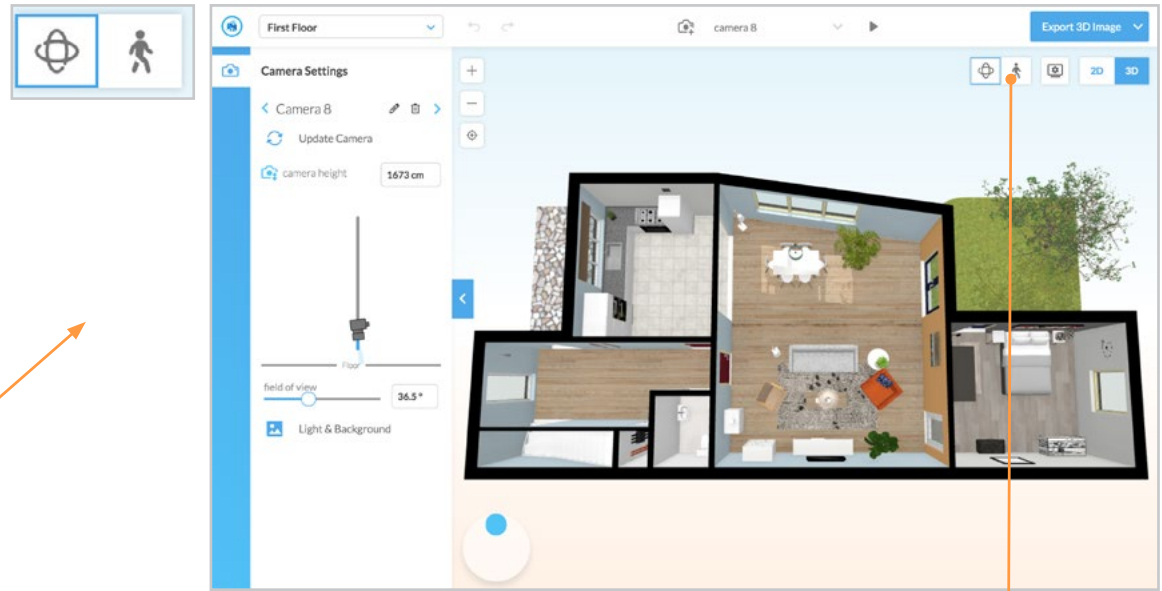 First Floor
camera 8
Export 3D Image
Camera Settings
2D
3D
Camera 8
Update Camera
camera height
1673 cm
Floor
field of view
36.5 °
Light & Background